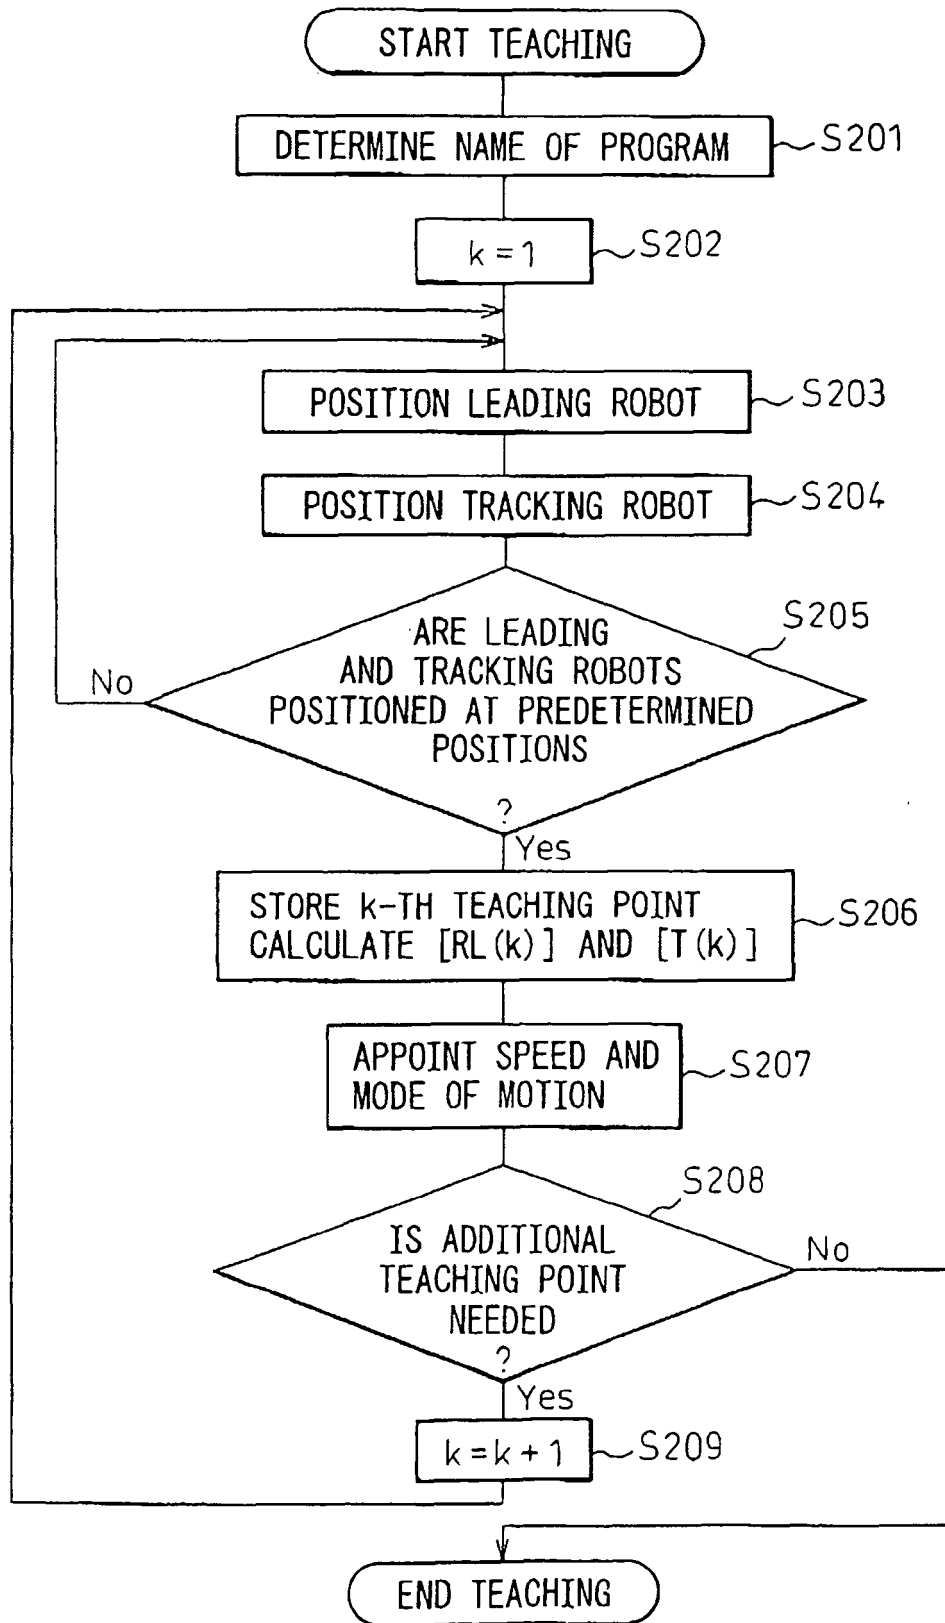 START TEACHING
DETERMINE NAME OF PROGRAM
S201
k=1
S202
POSITION LEADING ROBOT
S203
POSITION TRACKING ROBOT
S204
S205
ARE LEADING
AND TRACKING ROBOTS
POSITIONED AT PREDETERMINED
POSITIONS
?
No
Yes
STORE k-TH TEACHING POINT
CALCULATE [RL(k)] AND [T(k)]
S206
APPOINT SPEED AND
MODE OF MOTION
S207
S208
IS ADDITIONAL
TEACHING POINT
NEEDED
?
No
Yes
k=k+1
S209
END TEACHING